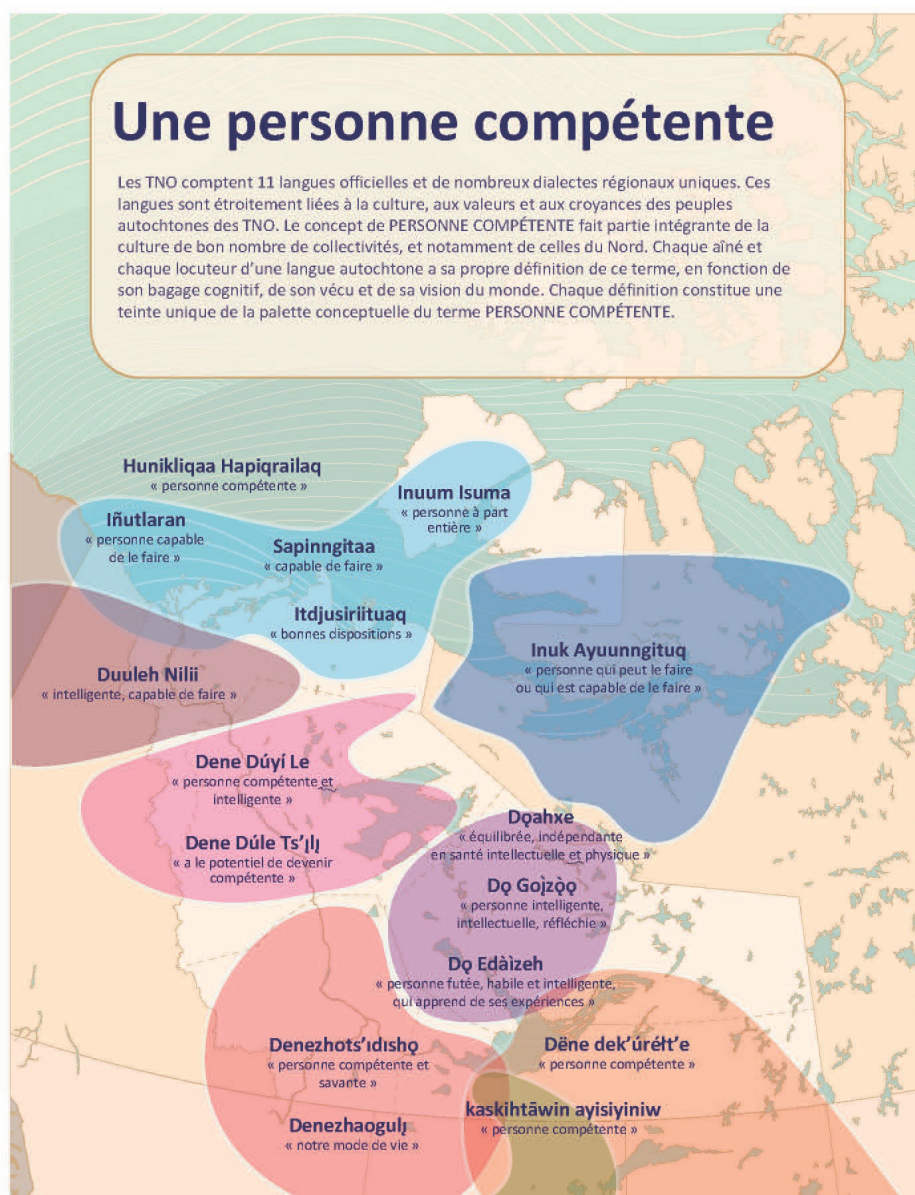 Une personne compétente
Les TNO comptent 11 langues officielles et de nombreux dialectes régionaux uniques. Ces
langues sont étroitement liées à la culture, aux valeurs et aux croyances des peuples
autochtones des TNO. Le concept de PERSONNE COMPÉTENTE fait partie intégrante de la
culture de bon nombre de collectivités, et notamment de celles du Nord. Chaque aîné et
chaque locuteur d’une langue autochtone a sa propre définition de ce terme, en fonction de
son bagage cognitif, de son vécu et de sa vision du monde. Chaque définition constitue une
teinte unique de la palette conceptuelle du terme PERSONNE COMPÉTENTE.
Hunikliqaa Hapiqrailaq
« personne compétente »
Inuum Isuma
« personne à part
entière »
Iñutlaran
« personne capable
de le faire »
Sapinngitaa
« capable de faire »
Itdjusiriituaq
« bonnes dispositions »
Inuk Ayuunngituq
« personne qui peut le faire
ou qui est capable de le faire »
Duuleh Nilii
« intelligente, capable de faire »
Dene Dúyí Le
« personne compétente et
intelligente »
Dene Dúle Ts’ı̨lı̨
« a le potentiel de devenir
compétente »
Dǫahxe
« équilibrée, indépendante
en santé intellectuelle et physique »
Dǫ Goı̨̀zǫ̀ǫ
« personne intelligente,
intellectuelle, réfléchie »
Dǫ Edàı̀zeh
« personne futée, habile et intelligente,
qui apprend de ses expériences »
Denezhots’ıdıshǫ
« personne compétente et
savante »
Denezhaogulı̨
« notre mode de vie »
Dëne dek’úréłt’e
« personne compétente »
kaskihtāwin ayisiyiniw
« personne compétente »